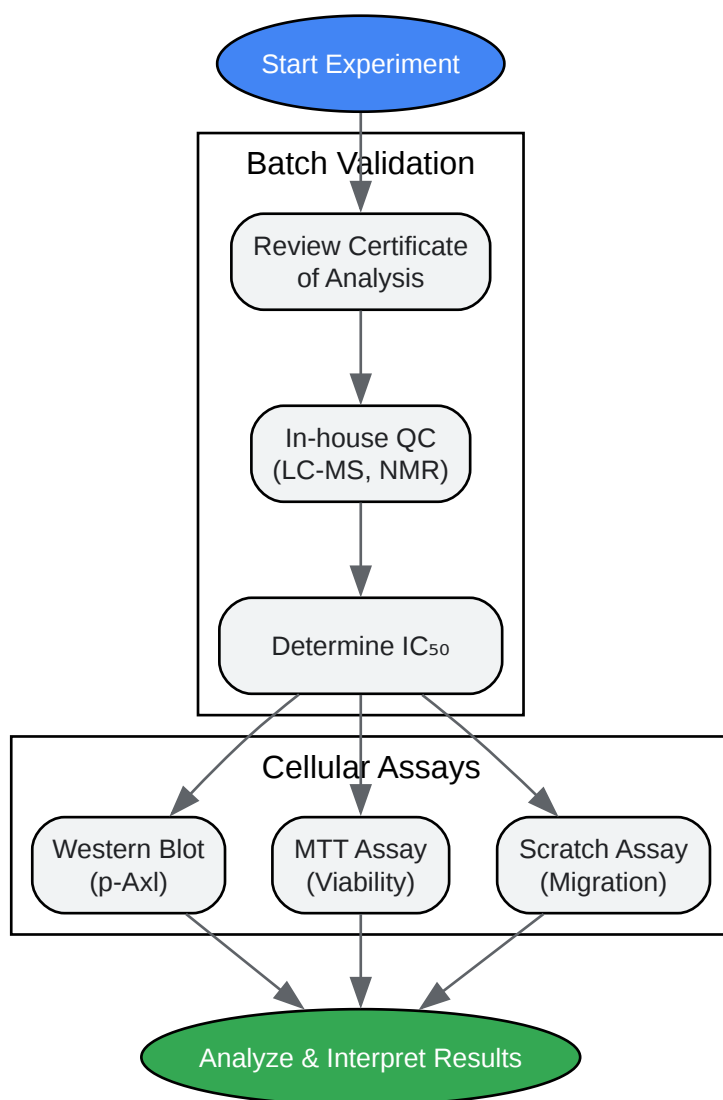 Start Experiment
Batch Validation
Review Certificate
of Analysis
In-house QC
(LC-MS, NMR)
Determine IC₅₀
Cellular Assays
Western Blot
(p-Axl)
MTT Assay
(Viability)
Scratch Assay
(Migration)
Analyze & Interpret Results